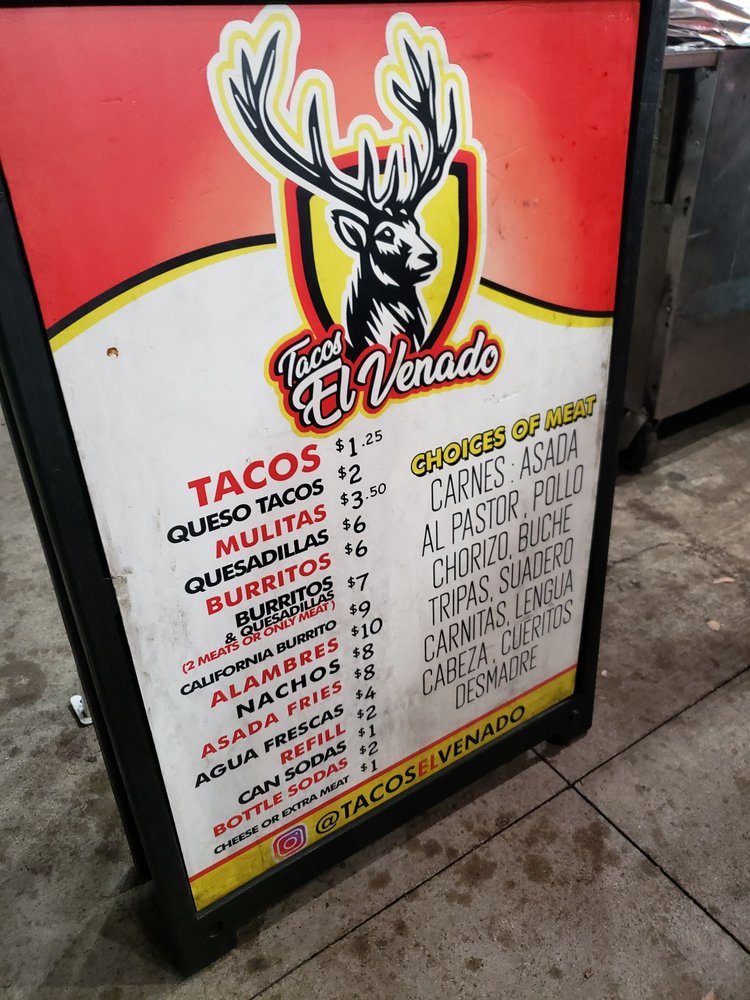 Tacos
El Venado
TACOS $1.25
QUESO TACOS $2
MULITAS $3.50
QUESADILLAS $6
BURRITOS $6
BURRITOS
& QUESADILLAS $7
(2 MEATS OR ONLY MEAT)
CALIFORNIA BURRITO $9
ALAMBRES $10
NACHOS $8
ASADA FRIES $8
AGUA FRESCAS $4
REFILL $2
CAN SODAS $1
BOTTLE SODAS $2
CHEESE OR EXTRA MEAT $1
CHOICES OF MEAT
CARNES : ASADA
AL PASTOR, POLLO
CHORIZO, BUCHE
TRIPAS, SUADERO
CARNITAS, LENGUA
CABEZA, CUERITOS
DESMADRE
@TACOSELVENADO